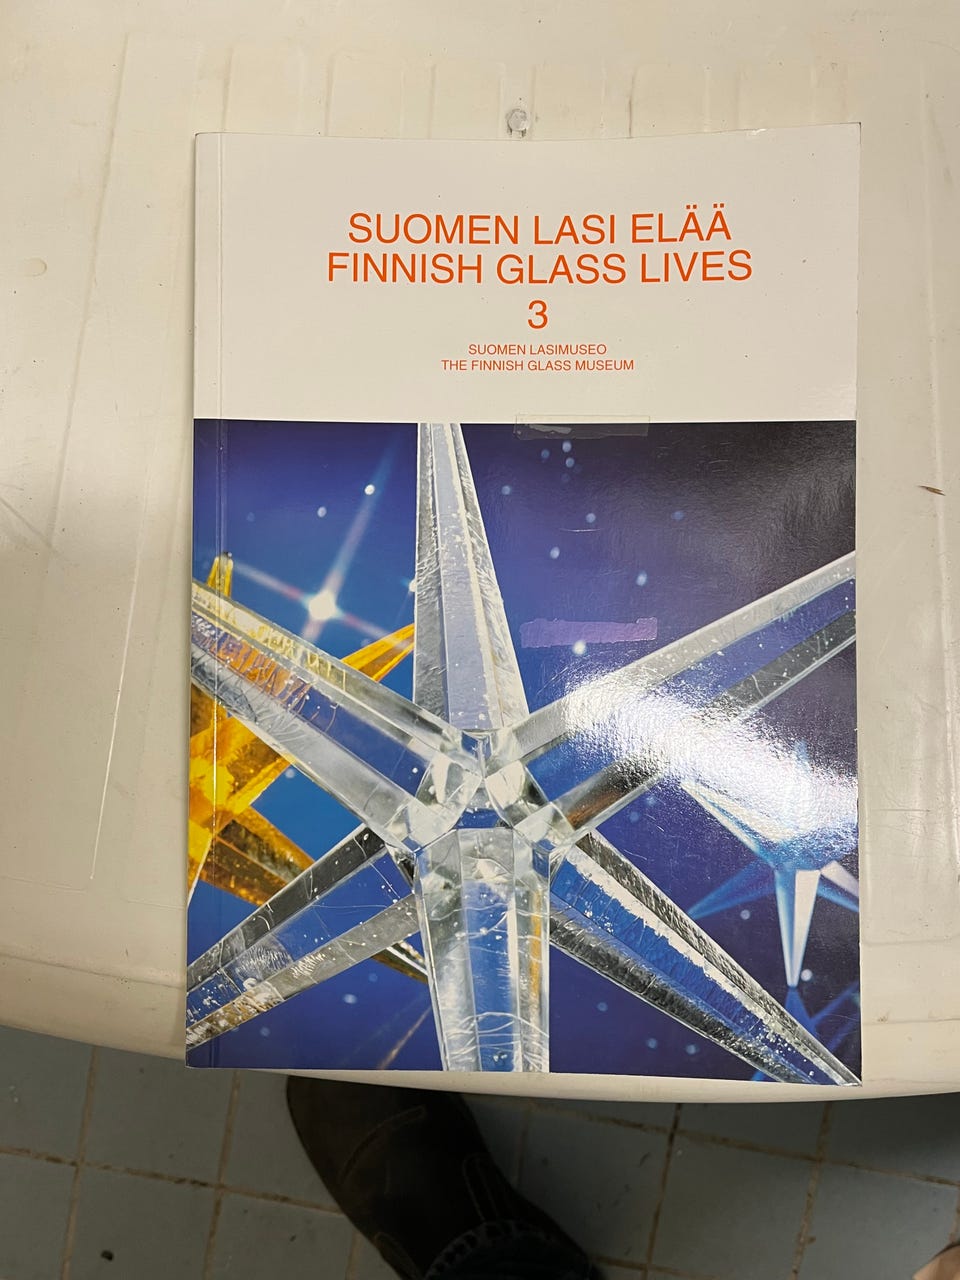 SUOMEN LASI ELÄÄ
FINNISH GLASS LIVES
3
SUOMEN LASIMUSEO
THE FINNISH GLASS MUSEUM